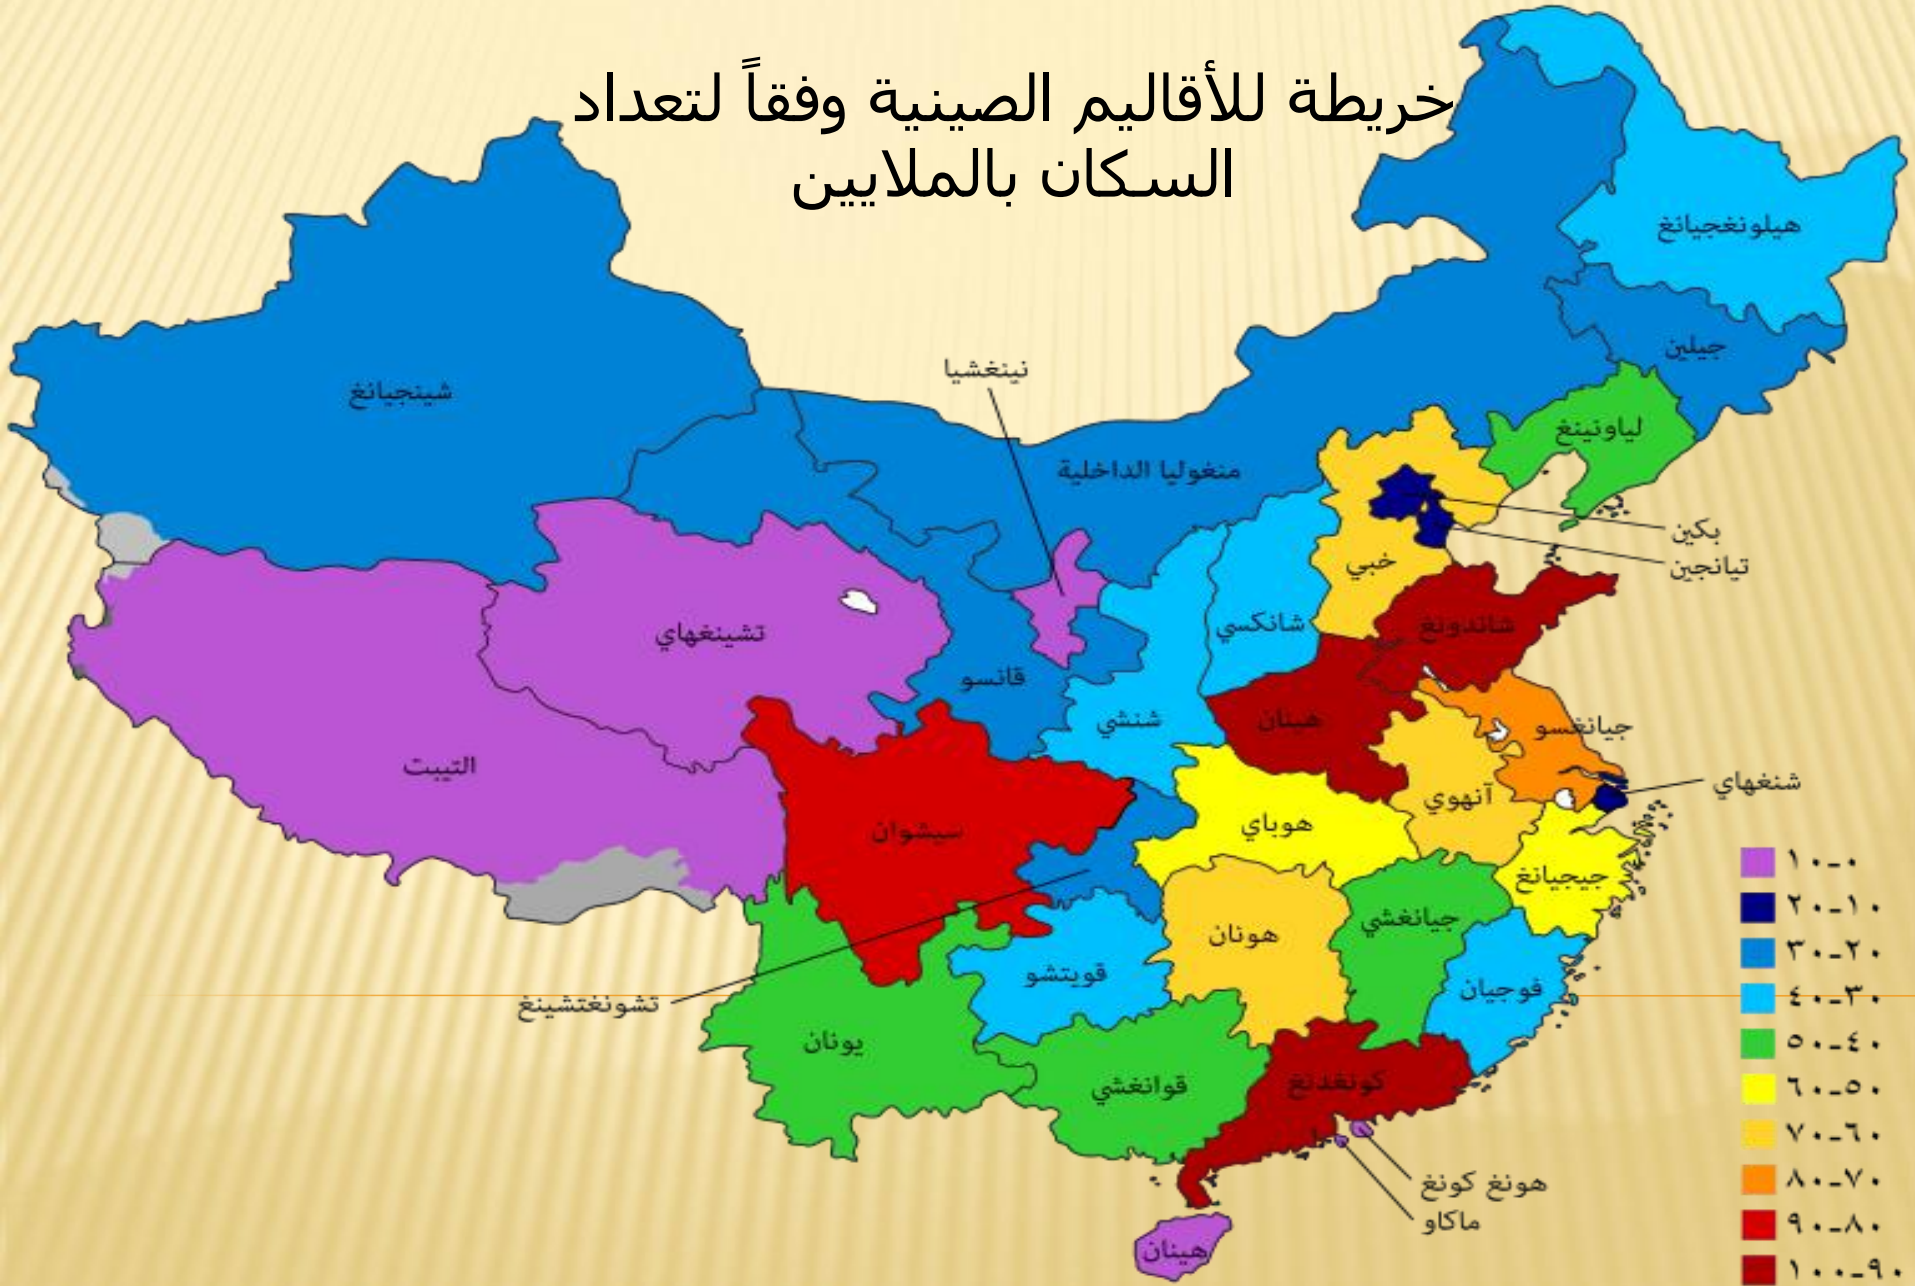 خريطة للأقاليم الصينية وفقاً لتعداد
السكان بالملايين
هيلونغجيانغ
جيلين
نينغشيا
شينجيانغ
لياونينغ
منغوليا الداخلية
بكين
تيانجين
خبي
شاندونغ
شانكسي
تشينغهاي
قانسو
شنشي
هينان
جيانغسو
التيبت
شنغهاي
آنهوي
هوباي
سيشوان
جيجيانغ
جيانغشي
هونان
قويتشو
فوجيان
تشونغتشينغ
يونان
قوانغشي
كونغدنغ
هونغ كونغ
ماكاو
هينان
٠-١٠
١٠-٢٠
٢٠-٣٠
٣٠-٤٠
٤٠-٥٠
٥٠-٦٠
٦٠-٧٠
٧٠-٨٠
٨٠-٩٠
٩٠-١٠٠